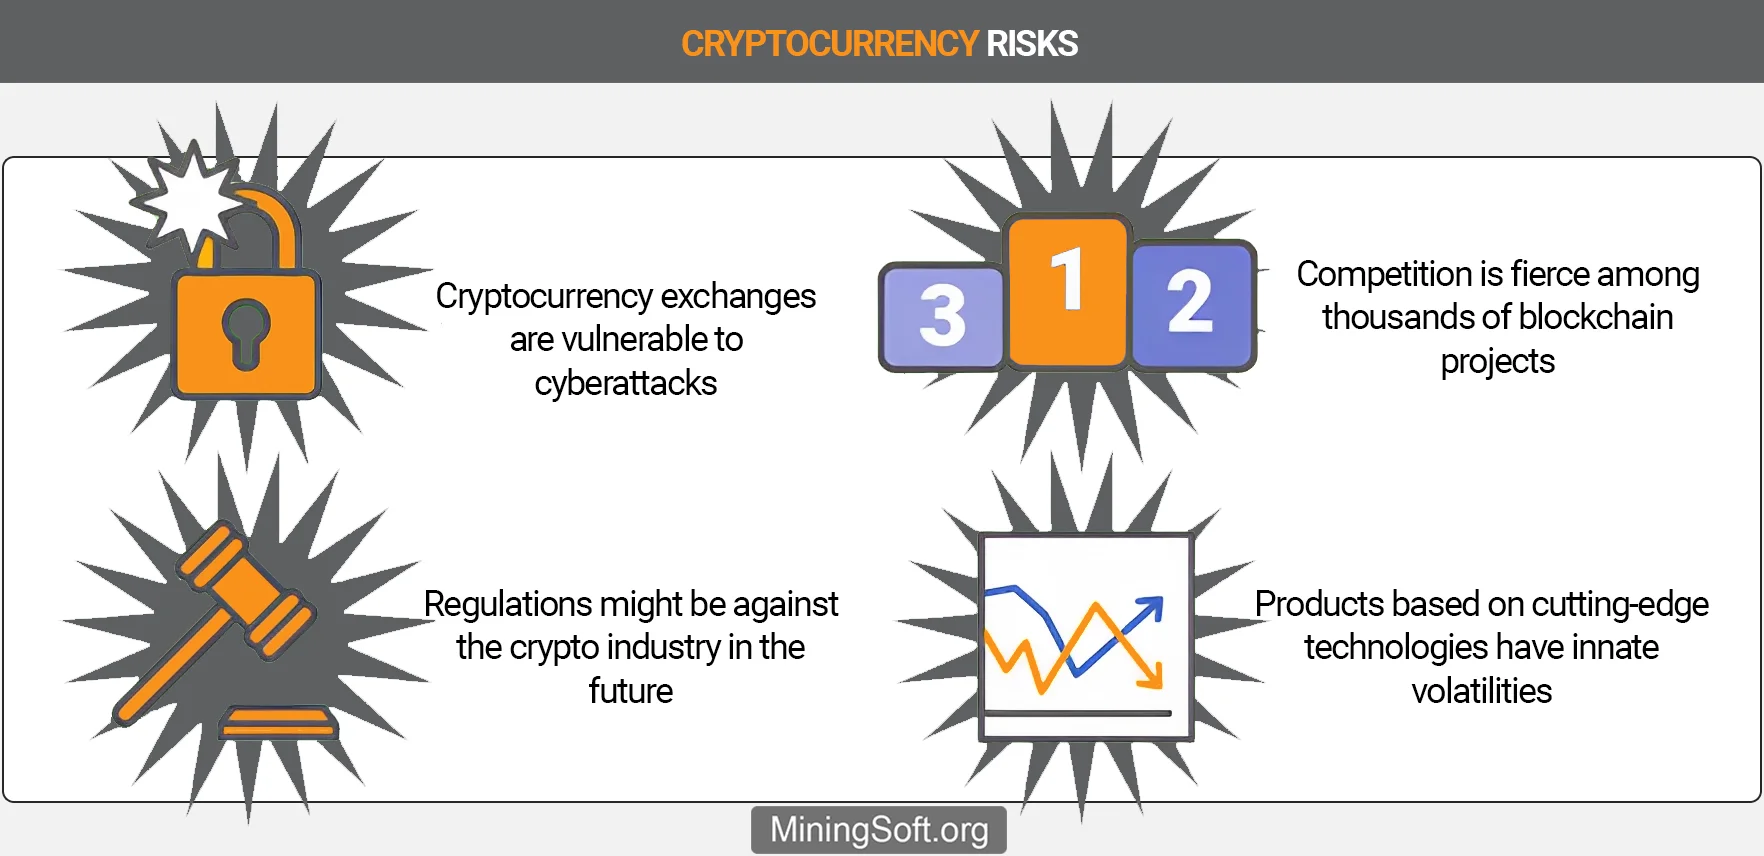 CRYPTOCURRENCY RISKS
Cryptocurrency exchanges
are vulnerable to
cyberattacks
3
1
2
Competition is fierce among
thousands of blockchain
projects
Regulations might be against
the crypto industry in the
future
Products based on cutting-edge
technologies have innate
volatilities
MiningSoft.org